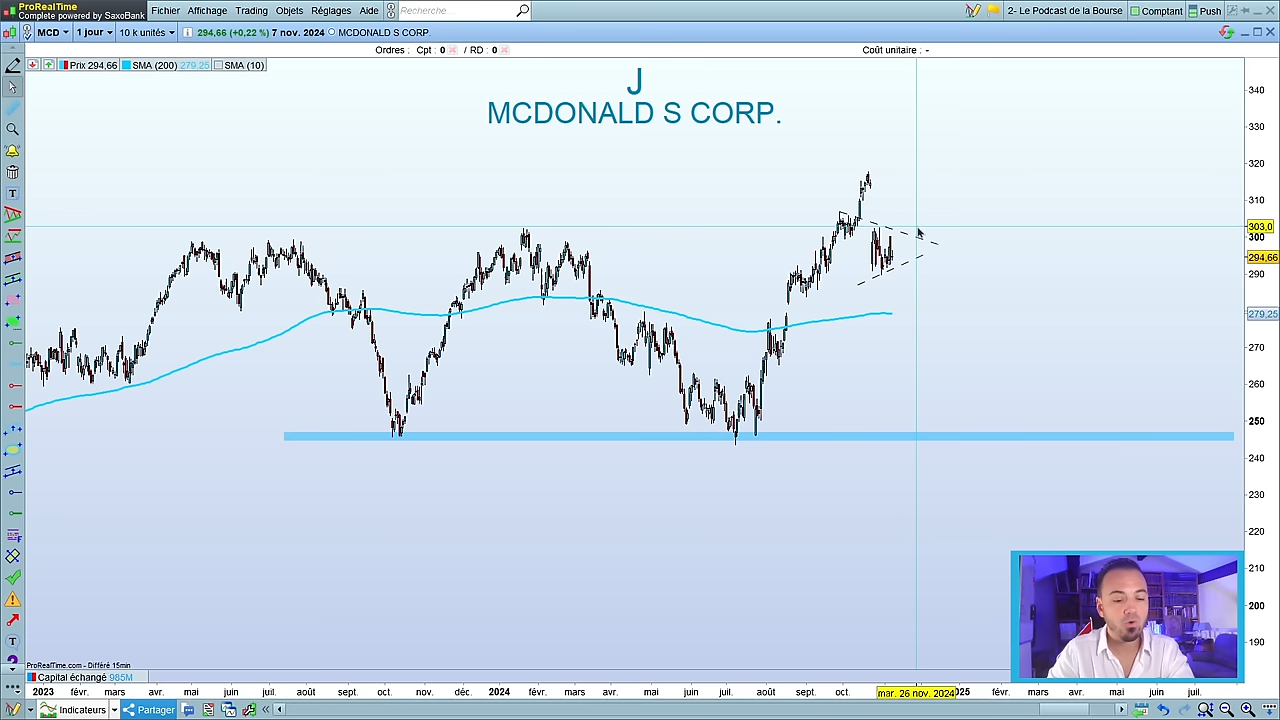 ProRealTime
Complete powered by SaxoBank
Fichier Affichage Trading Objets Réglages Aide Recherche
2- Le Podcast de la Bourse Comptant Push
MCD 1 jour 10 k unités 294,66 (+0,22 %) 7 nov. 2024 MCDONALD S CORP.
Ordres : Cpt : 0 / RD : 0 Coût unitaire : -
Prix 294,66 SMA (200) 279,25 SMA (10)
J
MCDONALD S CORP.
340
330
320
310
303,0
300
294,66
290
279,25
270
260
250
240
230
220
210
200
190
ProRealTime.com - Différé 15min
Capital échangé 985M
2023 févr. mars avr. mai juin juil. août sept. oct. nov. déc. 2024 févr. mars avr. mai juin juil. août sept. oct. mar. 26 nov. 2024 2025 févr. mars avr. mai juin juil.
Indicateurs Partager